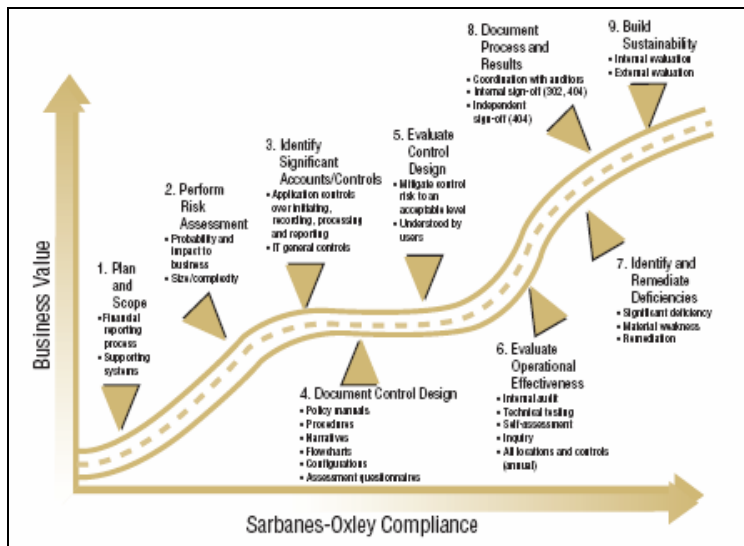 Business Value
1. Plan
and
Scope
• Financial
reporting
process
• Supporting
systems
2. Perform
Risk
Assessment
• Probability and
impact to
business
• Size/complexity
3. Identify
Significant
Accounts/Controls
• Application controls
over initiating,
recording, processing
and reporting
• IT general controls
4. Document Control Design
• Policy manuals
• Procedures
• Narratives
• Flowcharts
• Configurations
• Assessment questionnaires
5. Evaluate
Control
Design
• Mitigate control
risk to an
acceptable level
• Understood by
users
6. Evaluate
Operational
Effectiveness
• Internal audit
• Technical testing
• Self-assessment
• Inquiry
• All locations and controls
(annual)
7. Identify and
Remediate
Deficiencies
• Significant deficiency
• Material weakness
• Remediation
8. Document
Process and
Results
• Coordination with auditors
• Internal sign-off (302, 404)
• Independent
sign-off (404)
9. Build
Sustainability
• Internal evaluation
• External evaluation
Sarbanes-Oxley Compliance